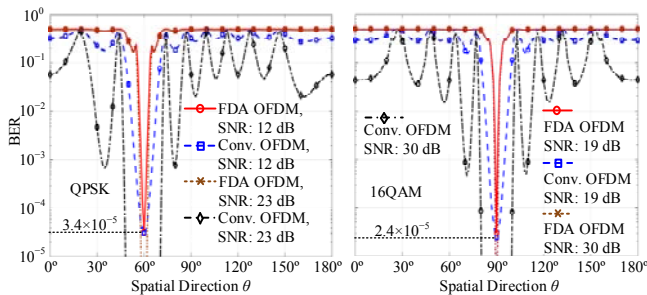 10⁰
10⁻¹
10⁻²
10⁻³
10⁻⁴
10⁻⁵
BER
FDA OFDM,
SNR: 12 dB
Conv. OFDM,
SNR: 12 dB
FDA OFDM,
SNR: 23 dB
Conv. OFDM,
SNR: 23 dB
QPSK
3.4×10⁻⁵
0º 30º 60º 90º 120º 150º 180º
Spatial Direction θ
Conv. OFDM
SNR: 30 dB
FDA OFDM
SNR: 19 dB
Conv. OFDM
SNR: 19 dB
FDA OFDM
SNR: 30 dB
16QAM
2.4×10⁻⁵
0º 30º 60º 90º 120º 150º 180º
Spatial Direction θ